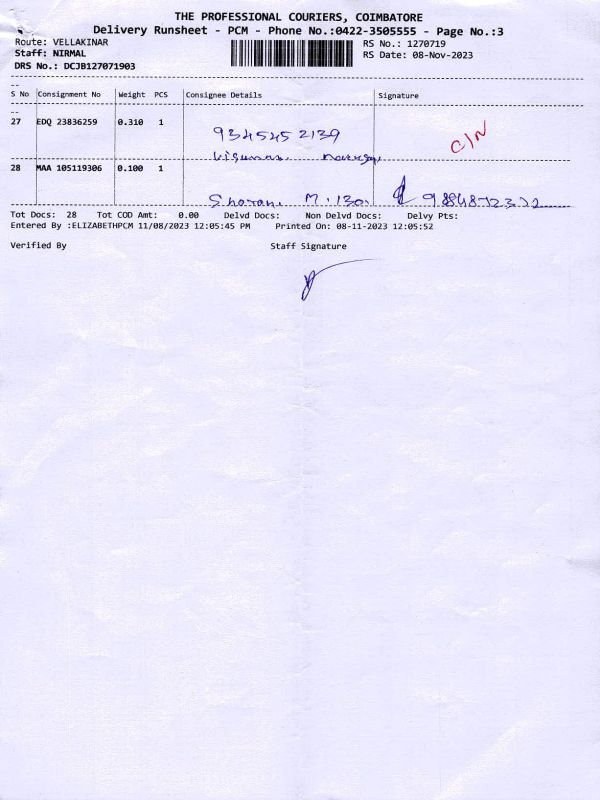 THE PROFESSIONAL COURIERS, COIMBATORE
Delivery Runsheet - PCM - Phone No.:0422-3505555 - Page No.:3
Route: VELLAKINAR
RS No.: 1270719
Staff: NIRMAL
RS Date: 08-Nov-2023
DRS No.: DCJB127071903
S No Consignment No Weight PCS Consignee Details Signature
27 EDQ 23836259 0.310 1
9345452139
C/N
28 MAA 105119306 0.100 1
M. 130.
Tot Docs: 28 Tot COD Amt: 0.00 Delvd Docs: Non Delvd Docs: Delvy Pts:
Entered By :ELIZABETHPCM 11/08/2023 12:05:45 PM Printed On: 08-11-2023 12:05:52
Verified By Staff Signature